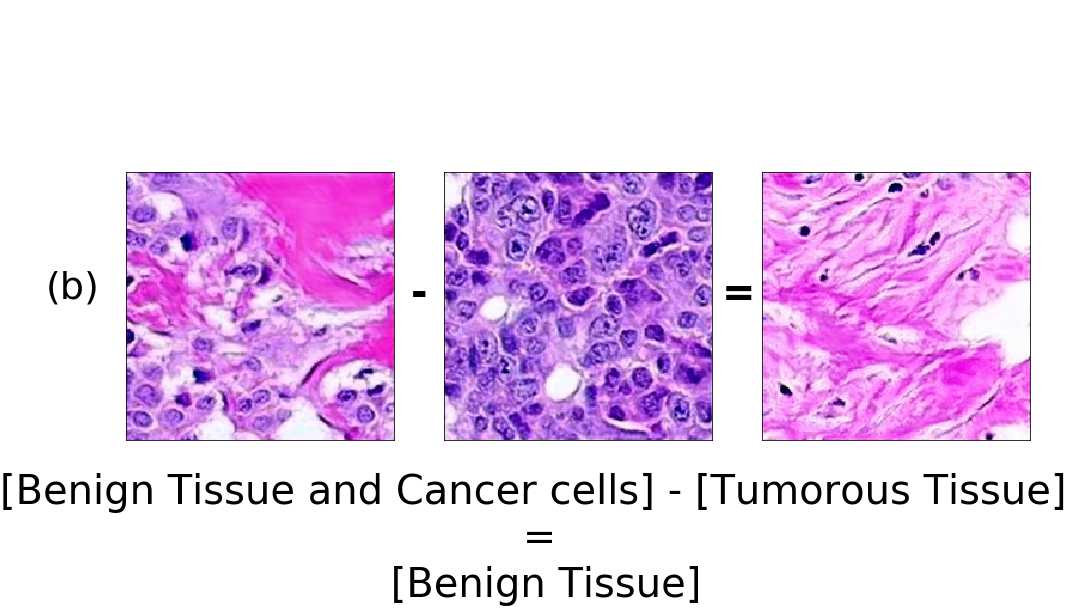 (b) - =
[Benign Tissue and Cancer cells] - [Tumorous Tissue]
=
[Benign Tissue]